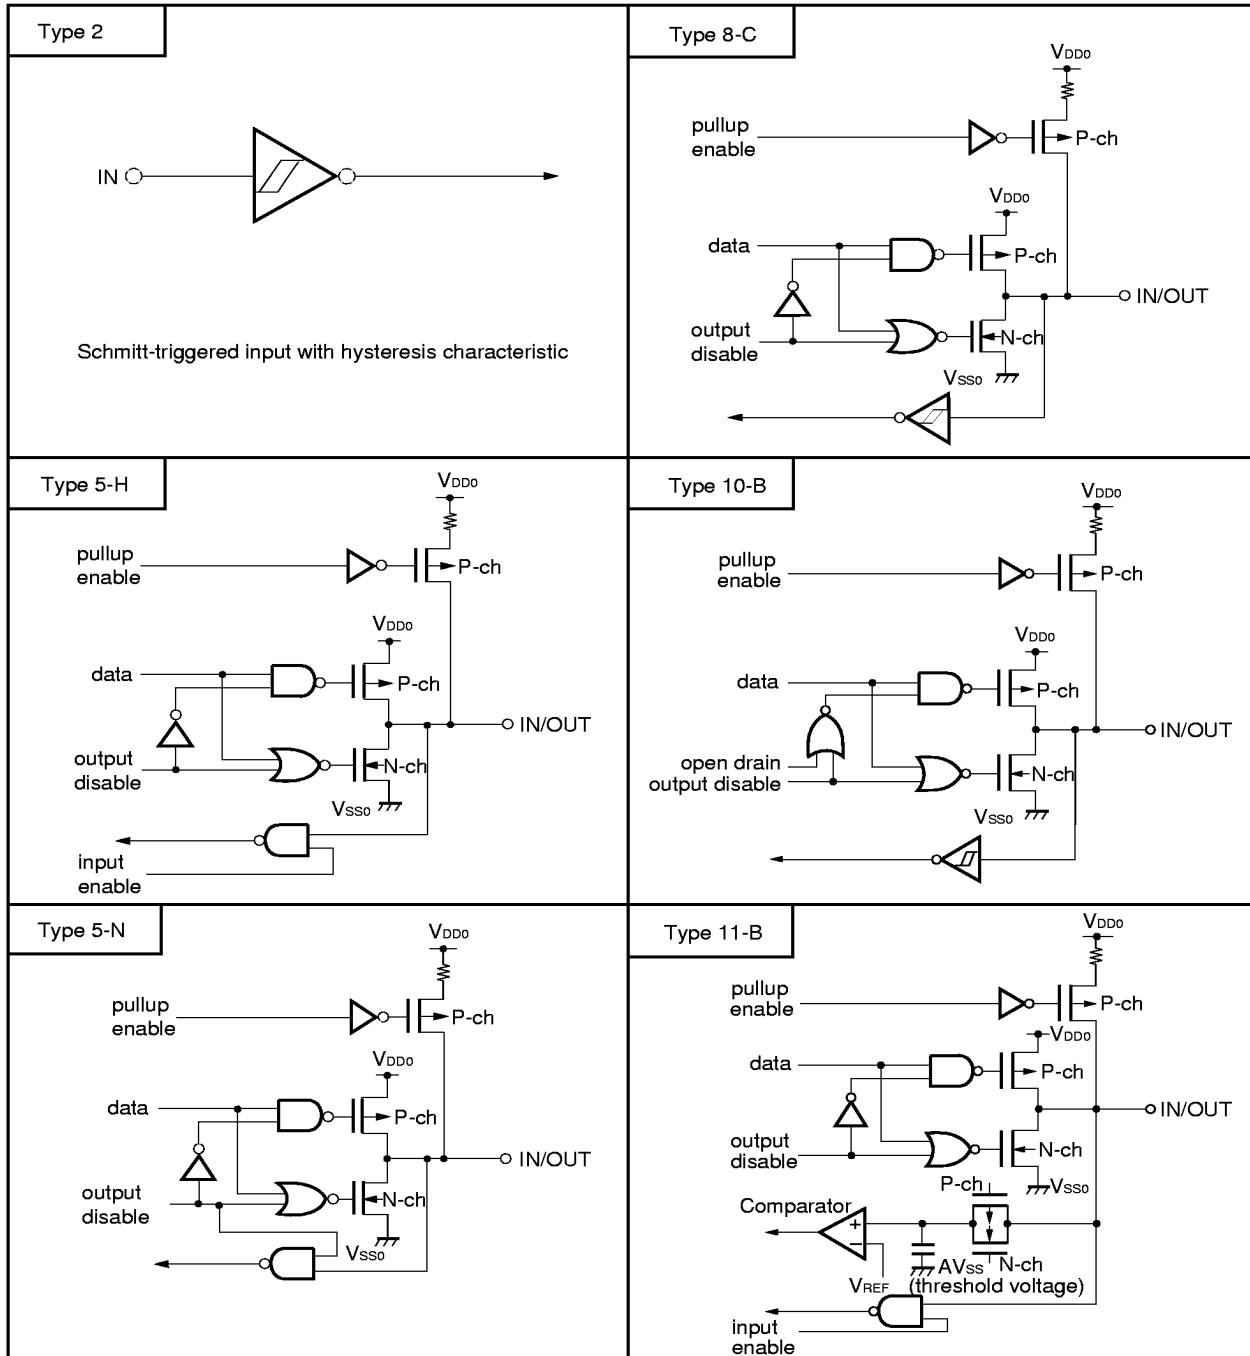 Type 2
IN
Schmitt-triggered input with hysteresis characteristic
Type 8-C
VDD0
pullup
enable
P-ch
VDD0
data
P-ch
IN/OUT
output
disable
N-ch
VSS0
Type 5-H
VDD0
pullup
enable
P-ch
VDD0
data
P-ch
IN/OUT
output
disable
N-ch
VSS0
input
enable
Type 10-B
VDD0
pullup
enable
P-ch
VDD0
data
P-ch
IN/OUT
open drain
output disable
N-ch
VSS0
Type 5-N
VDD0
pullup
enable
P-ch
VDD0
data
P-ch
IN/OUT
output
disable
N-ch
VSS0
Type 11-B
VDD0
pullup
enable
P-ch
VDD0
data
P-ch
IN/OUT
output
disable
N-ch
P-ch
VSS0
Comparator
+
−
AVSS
N-ch
VREF
(threshold voltage)
input
enable